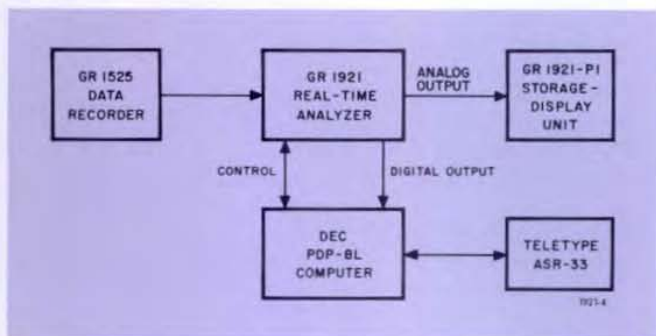 GR 1525
DATA
RECORDER
GR 1921
REAL-TIME
ANALYZER
ANALOG
OUTPUT
GR 1921-P1
STORAGE-
DISPLAY
UNIT
CONTROL
DIGITAL OUTPUT
DEC
PDP-8L
COMPUTER
TELETYPE
ASR-33
1921-4